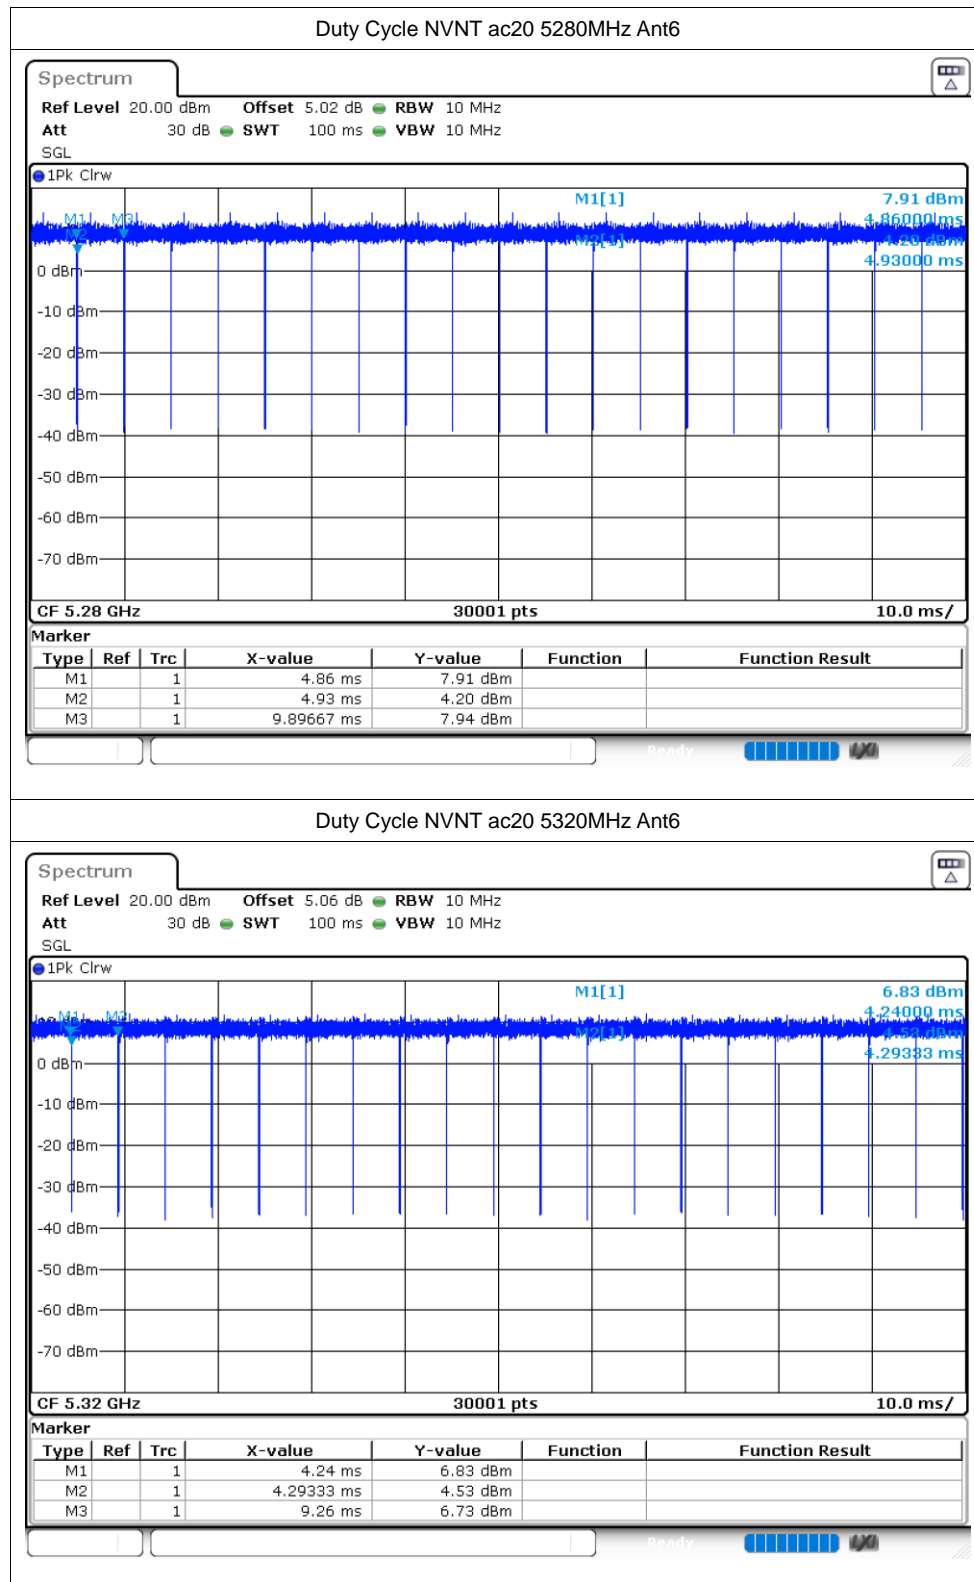 Duty Cycle NVNT ac20 5280MHz Ant6
Spectrum
Ref Level 20.00 dBm Offset 5.02 dB RBW 10 MHz
Att 30 dB SWT 100 ms VBW 10 MHz
SGL
1Pk Clrw
M1[1] 7.91 dBm
4.86000 ms
M1 M3
M2 M2[1] 4.20 dBm
4.93000 ms
0 dBm
-10 dBm
-20 dBm
-30 dBm
-40 dBm
-50 dBm
-60 dBm
-70 dBm
CF 5.28 GHz 30001 pts 10.0 ms/
Marker
Type Ref Trc X-value Y-value Function Function Result
M1 1 4.86 ms 7.91 dBm
M2 1 4.93 ms 4.20 dBm
M3 1 9.89667 ms 7.94 dBm
Ready LXI
Duty Cycle NVNT ac20 5320MHz Ant6
Spectrum
Ref Level 20.00 dBm Offset 5.06 dB RBW 10 MHz
Att 30 dB SWT 100 ms VBW 10 MHz
SGL
1Pk Clrw
M1[1] 6.83 dBm
4.24000 ms
M1 M3
M2[1] 4.53 dBm
4.29333 ms
0 dBm
-10 dBm
-20 dBm
-30 dBm
-40 dBm
-50 dBm
-60 dBm
-70 dBm
CF 5.32 GHz 30001 pts 10.0 ms/
Marker
Type Ref Trc X-value Y-value Function Function Result
M1 1 4.24 ms 6.83 dBm
M2 1 4.29333 ms 4.53 dBm
M3 1 9.26 ms 6.73 dBm
Ready LXI